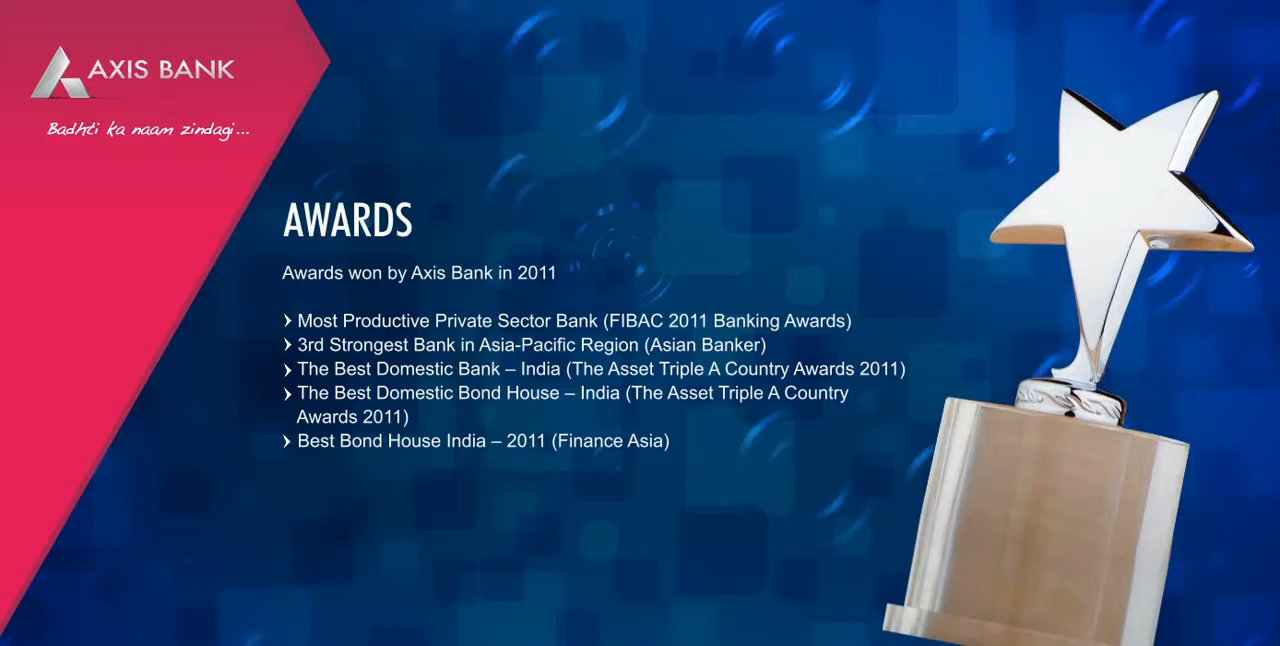 AXIS BANK
Badhti ka naam zindagi...
AWARDS
Awards won by Axis Bank in 2011
Most Productive Private Sector Bank (FIBAC 2011 Banking Awards)
3rd Strongest Bank in Asia-Pacific Region (Asian Banker)
The Best Domestic Bank – India (The Asset Triple A Country Awards 2011)
The Best Domestic Bond House – India (The Asset Triple A Country
Awards 2011)
Best Bond House India – 2011 (Finance Asia)